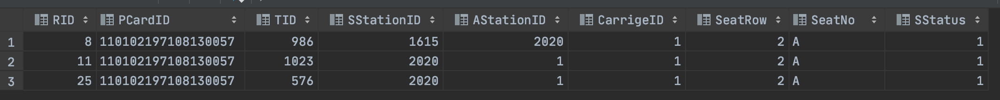 RID PCardID TID SStationID AStationID CarrigeID SeatRow SeatNo SStatus
1 8 110102197108130057 986 1615 2020 1 2 A 1
2 11 110102197108130057 1023 2020 1 1 2 A 1
3 25 110102197108130057 576 2020 1 1 2 A 1